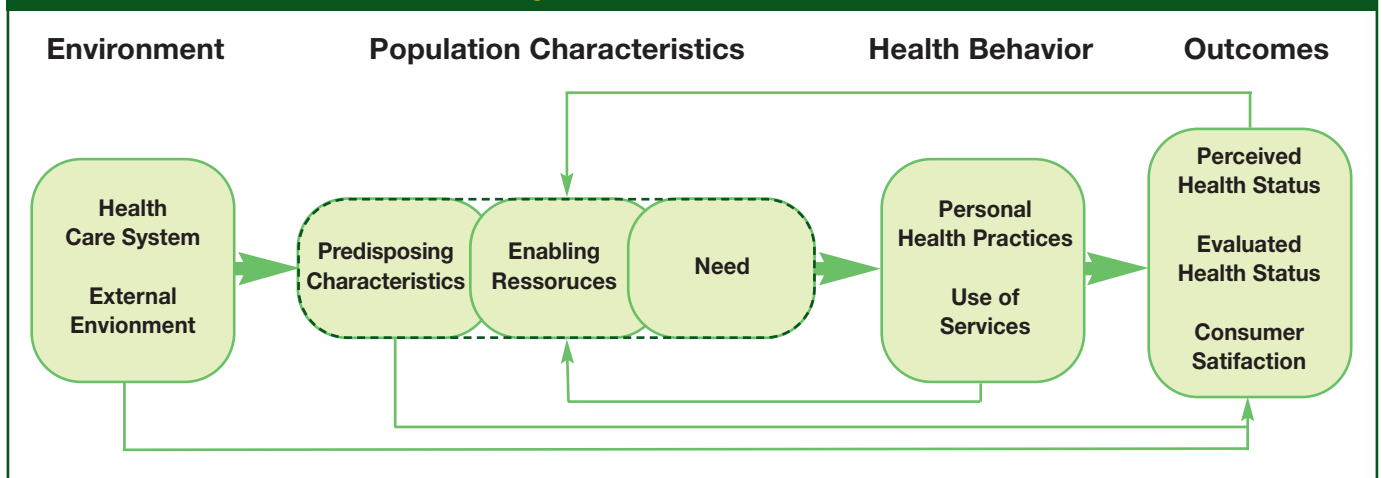 Environment
Population Characteristics
Health Behavior
Outcomes
Health
Care System
External
Envionment
Predisposing
Characteristics
Enabling
Ressoruces
Need
Personal
Health Practices
Use of
Services
Perceived
Health Status
Evaluated
Health Status
Consumer
Satifaction